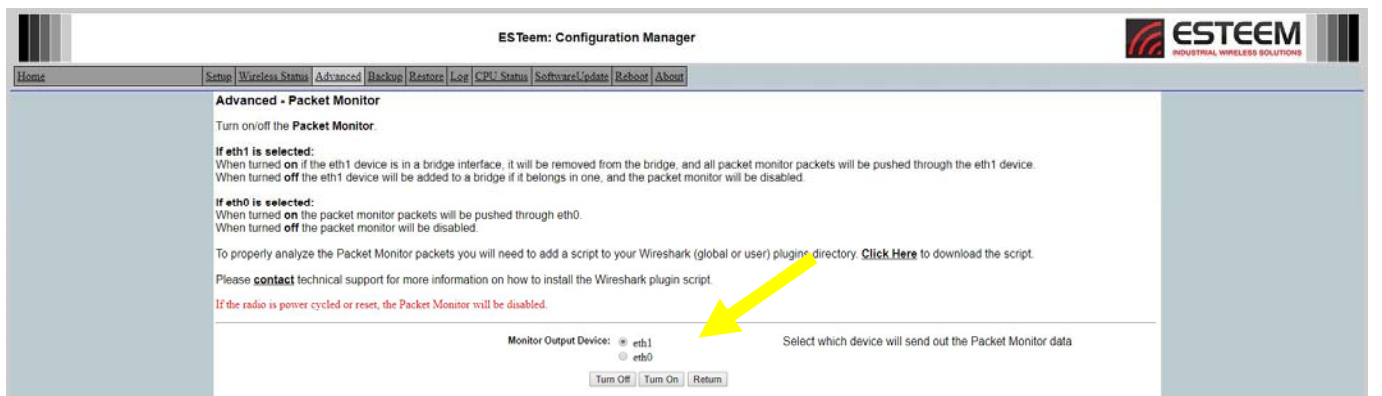 ESTeem: Configuration Manager
ESTEEM
INDUSTRIAL WIRELESS SOLUTIONS
Home Setup Wireless Status Advanced Backup Restore Log CPU Status SoftwareUpdate Reboot About
Advanced - Packet Monitor
Turn on/off the Packet Monitor.
If eth1 is selected:
When turned on if the eth1 device is in a bridge interface, it will be removed from the bridge, and all packet monitor packets will be pushed through the eth1 device.
When turned off the eth1 device will be added to a bridge if it belongs in one, and the packet monitor will be disabled.
If eth0 is selected:
When turned on the packet monitor packets will be pushed through eth0.
When turned off the packet monitor will be disabled.
To properly analyze the Packet Monitor packets you will need to add a script to your Wireshark (global or user) plugins directory. Click Here to download the script.
Please contact technical support for more information on how to install the Wireshark plugin script.
If the radio is power cycled or reset, the Packet Monitor will be disabled.
Monitor Output Device: eth1 Select which device will send out the Packet Monitor data
eth0
Turn Off Turn On Return